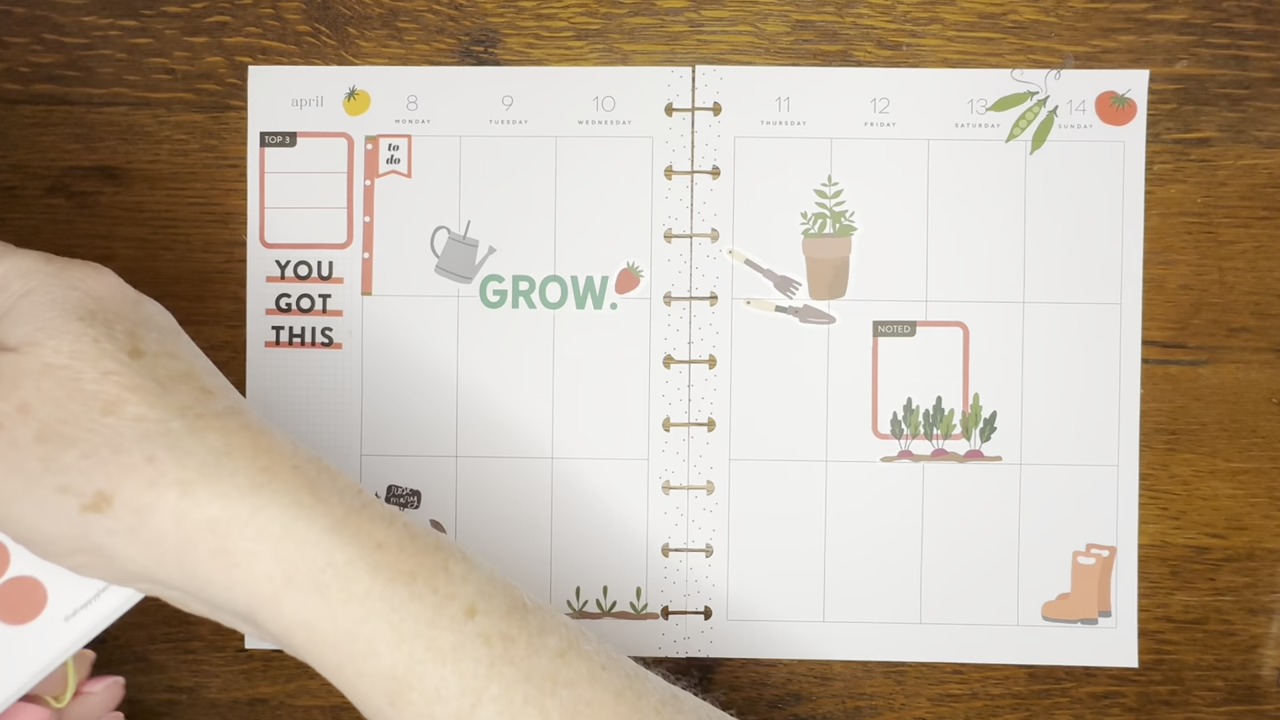 april
8
MONDAY
9
TUESDAY
10
WEDNESDAY
11
THURSDAY
12
FRIDAY
13
SATURDAY
14
SUNDAY
TOP 3
to
do
YOU
GOT
THIS
GROW.
NOTED
rose
mary